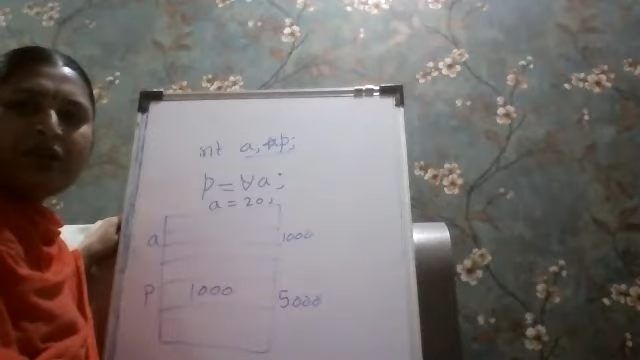 int a, *p;
p = &a;
a = 20;
a 1000
p 1000 5000